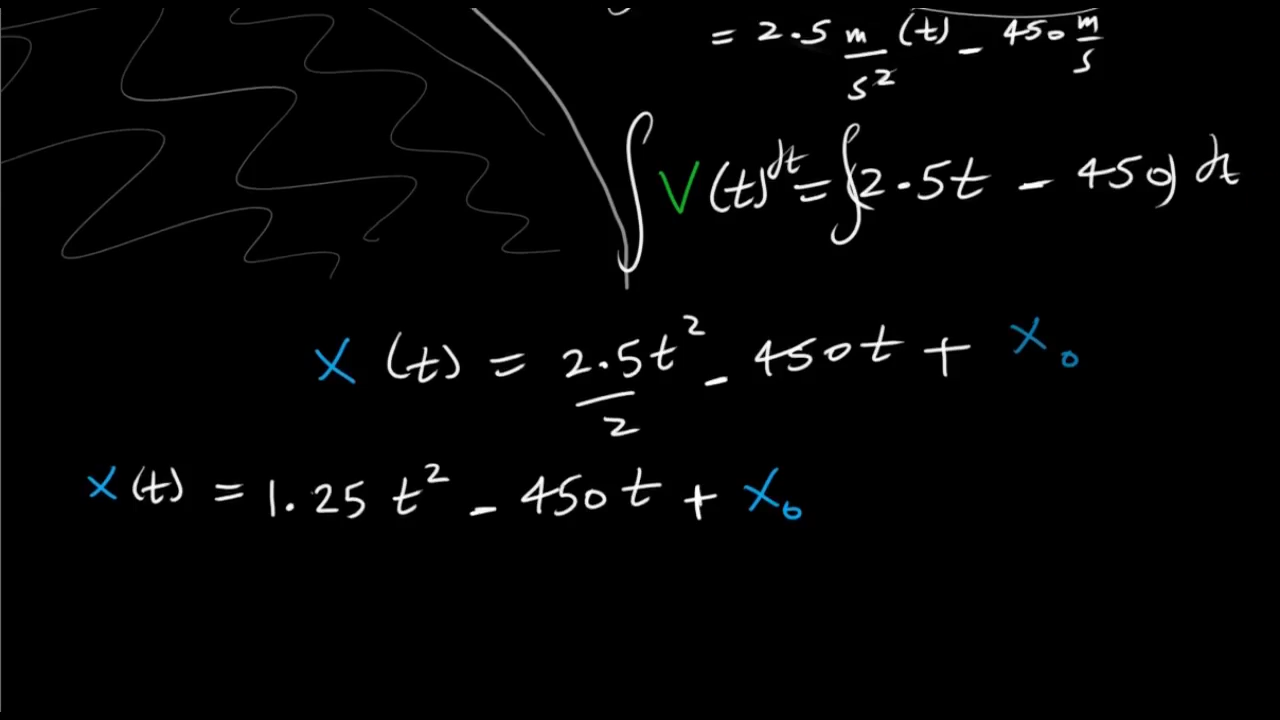 = 2.5 m/s² (t) - 450 m/s
∫ V(t)dt = ∫(2.5t - 450) dt
x (t) = 2.5t²/2 - 450t + x₀
x(t) = 1.25 t² - 450t + x₀